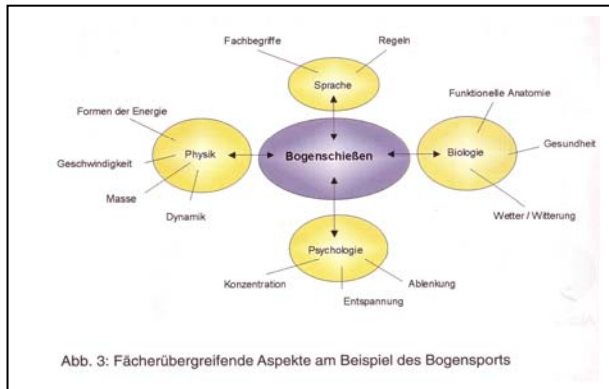 Fachbegriffe
Regeln
Sprache
Formen der Energie
Geschwindigkeit
Physik
Masse
Dynamik
Bogenschießen
Funktionelle Anatomie
Biologie
Gesundheit
Wetter / Witterung
Psychologie
Konzentration
Ablenkung
Entspannung
Abb. 3: Fächerübergreifende Aspekte am Beispiel des Bogensports